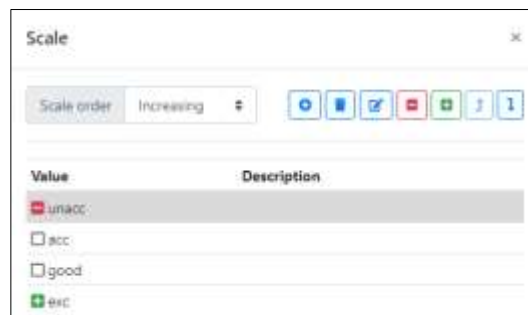 Scale
×
Scale order Increasing
Value Description
unacc
acc
good
exc